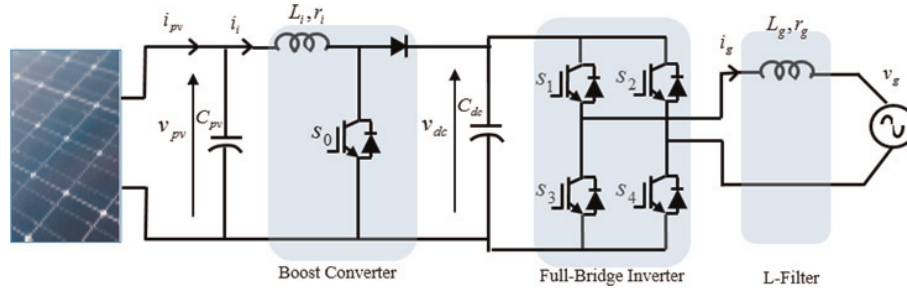 i_pv
i_i
L_i, r_i
v_pv
C_pv
s_0
v_dc
C_dc
s_1
s_2
s_3
s_4
i_g
L_g, r_g
v_g
Boost Converter
Full-Bridge Inverter
L-Filter